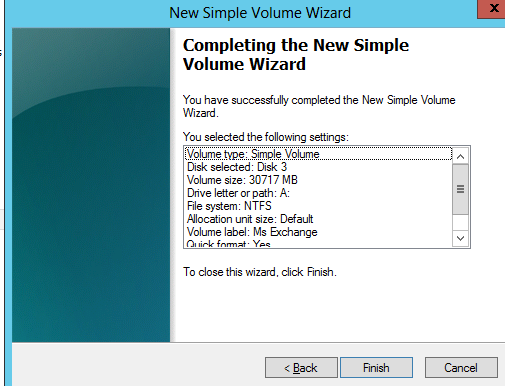 New Simple Volume Wizard
x
Completing the New Simple
Volume Wizard
You have successfully completed the New Simple Volume
Wizard.
You selected the following settings:
Volume type: Simple Volume
Disk selected: Disk 3
Volume size: 30717 MB
Drive letter or path: A:
File system: NTFS
Allocation unit size: Default
Volume label: Ms Exchange
Quick format: Yes
To close this wizard, click Finish.
< Back
Finish
Cancel